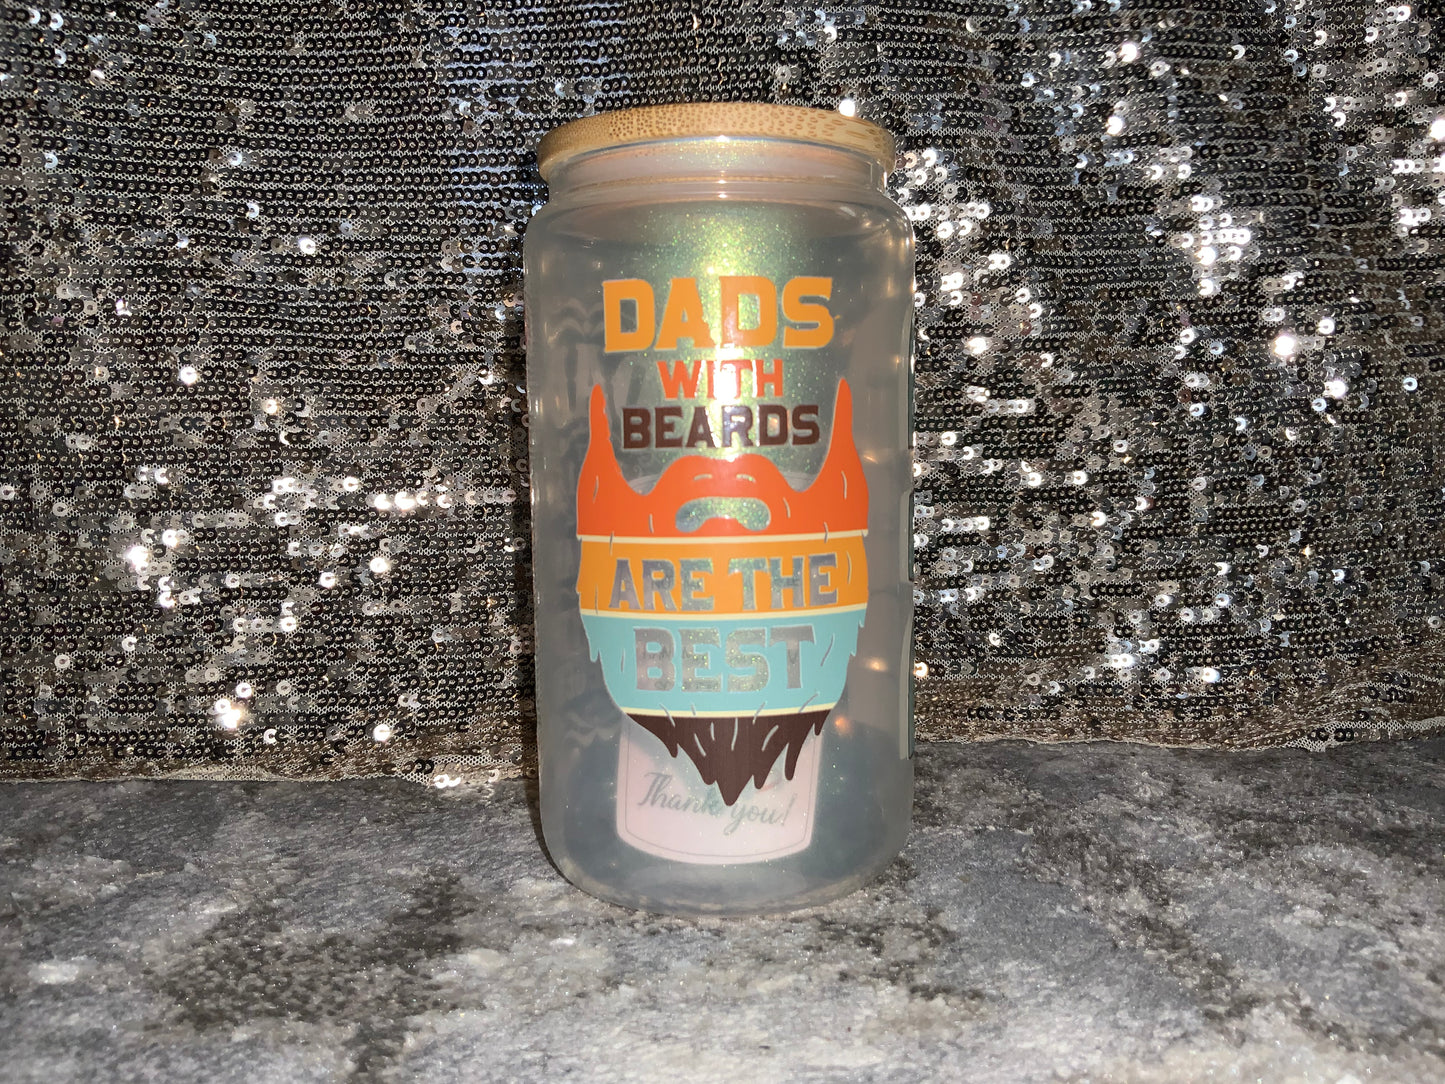 DADS
WITH
BEARDS
ARE THE
BEST
Thank you!